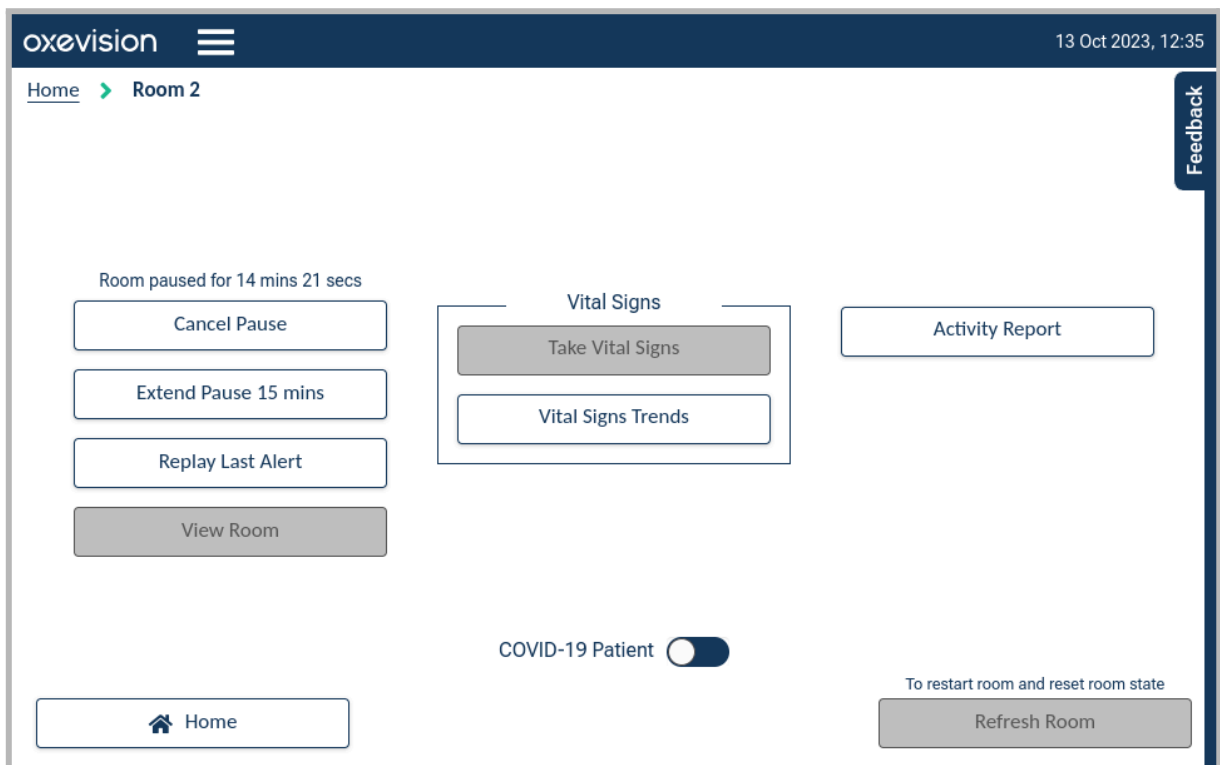 oxevision
13 Oct 2023, 12:35
Home > Room 2
Feedback
Room paused for 14 mins 21 secs
Cancel Pause
Extend Pause 15 mins
Replay Last Alert
View Room
Vital Signs
Take Vital Signs
Vital Signs Trends
Activity Report
COVID-19 Patient
Home
To restart room and reset room state
Refresh Room